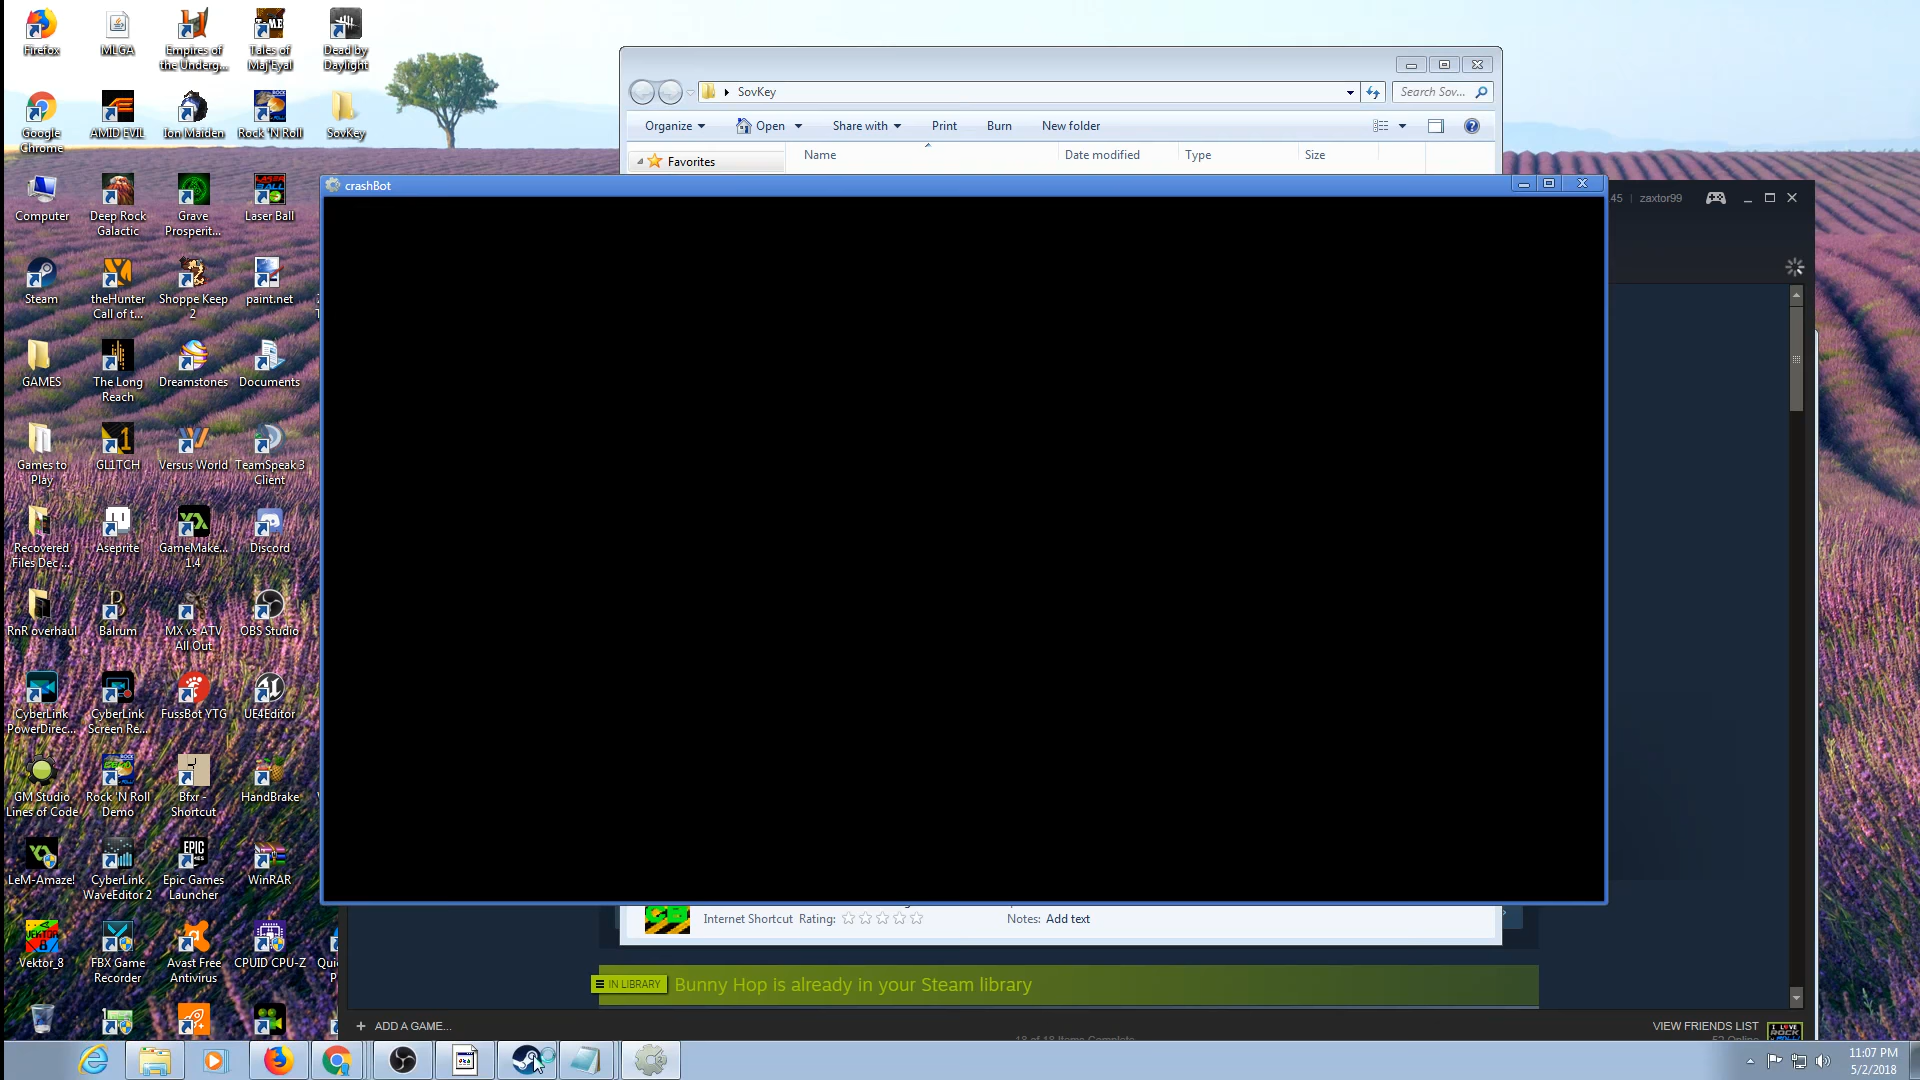 Firefox
MLGA
Empires of
the Underg...
Tales of
Maj'Eyal
Dead by
Daylight
Google
Chrome
AMID EVIL
Ion Maiden
Rock 'N Roll
SovKey
Computer
Deep Rock
Galactic
Grave
Prosperit...
Laser Ball
Steam
theHunter
Call of t...
Shoppe Keep
2
paint.net
GAMES
The Long
Reach
Dreamstones
Documents
Games to
Play
GL1TCH
Versus World
TeamSpeak 3
Client
Recovered
Files Dec ...
Aseprite
GameMake...
1.4
Discord
RnR overhaul
Balrum
MX vs ATV
All Out
OBS Studio
CyberLink
PowerDirec...
CyberLink
Screen Re...
FussBot YTG
UE4Editor
GM Studio
Lines of Code
Rock 'N Roll
Demo
Bfxr -
Shortcut
HandBrake
LeM-Amaze!
CyberLink
WaveEditor 2
Epic Games
Launcher
WinRAR
Vektor_8
FBX Game
Recorder
Avast Free
Antivirus
CPUID CPU-Z
SovKey
Search Sov...
Organize
Open
Share with
Print
Burn
New folder
Favorites
Name
Date modified
Type
Size
crashBot
45 | zaxtor99
Internet Shortcut
Rating:
Notes: Add text
IN LIBRARY
Bunny Hop is already in your Steam library
+ ADD A GAME...
VIEW FRIENDS LIST
11:07 PM
5/2/2018